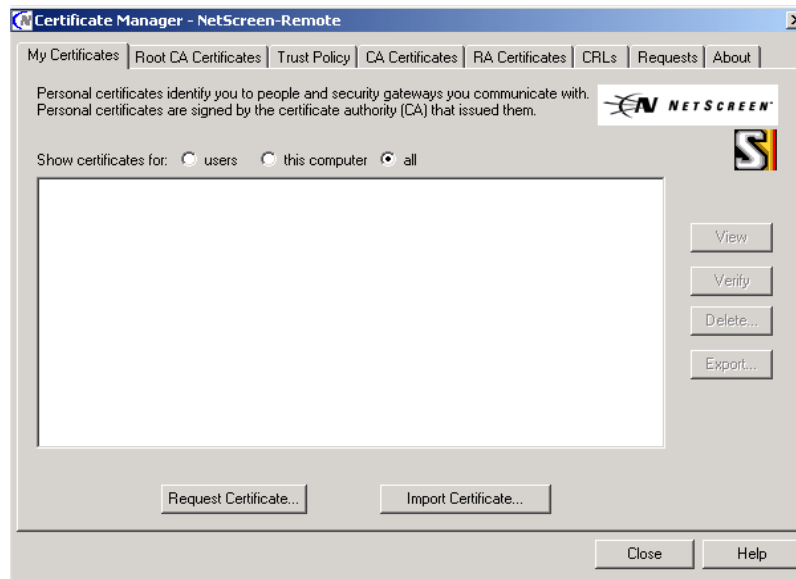 Certificate Manager - NetScreen-Remote
My Certificates Root CA Certificates Trust Policy CA Certificates RA Certificates CRLs Requests About
Personal certificates identify you to people and security gateways you communicate with.
Personal certificates are signed by the certificate authority (CA) that issued them.
NETSCREEN
Show certificates for: users this computer all
View
Verify
Delete...
Export...
Request Certificate... Import Certificate...
Close Help